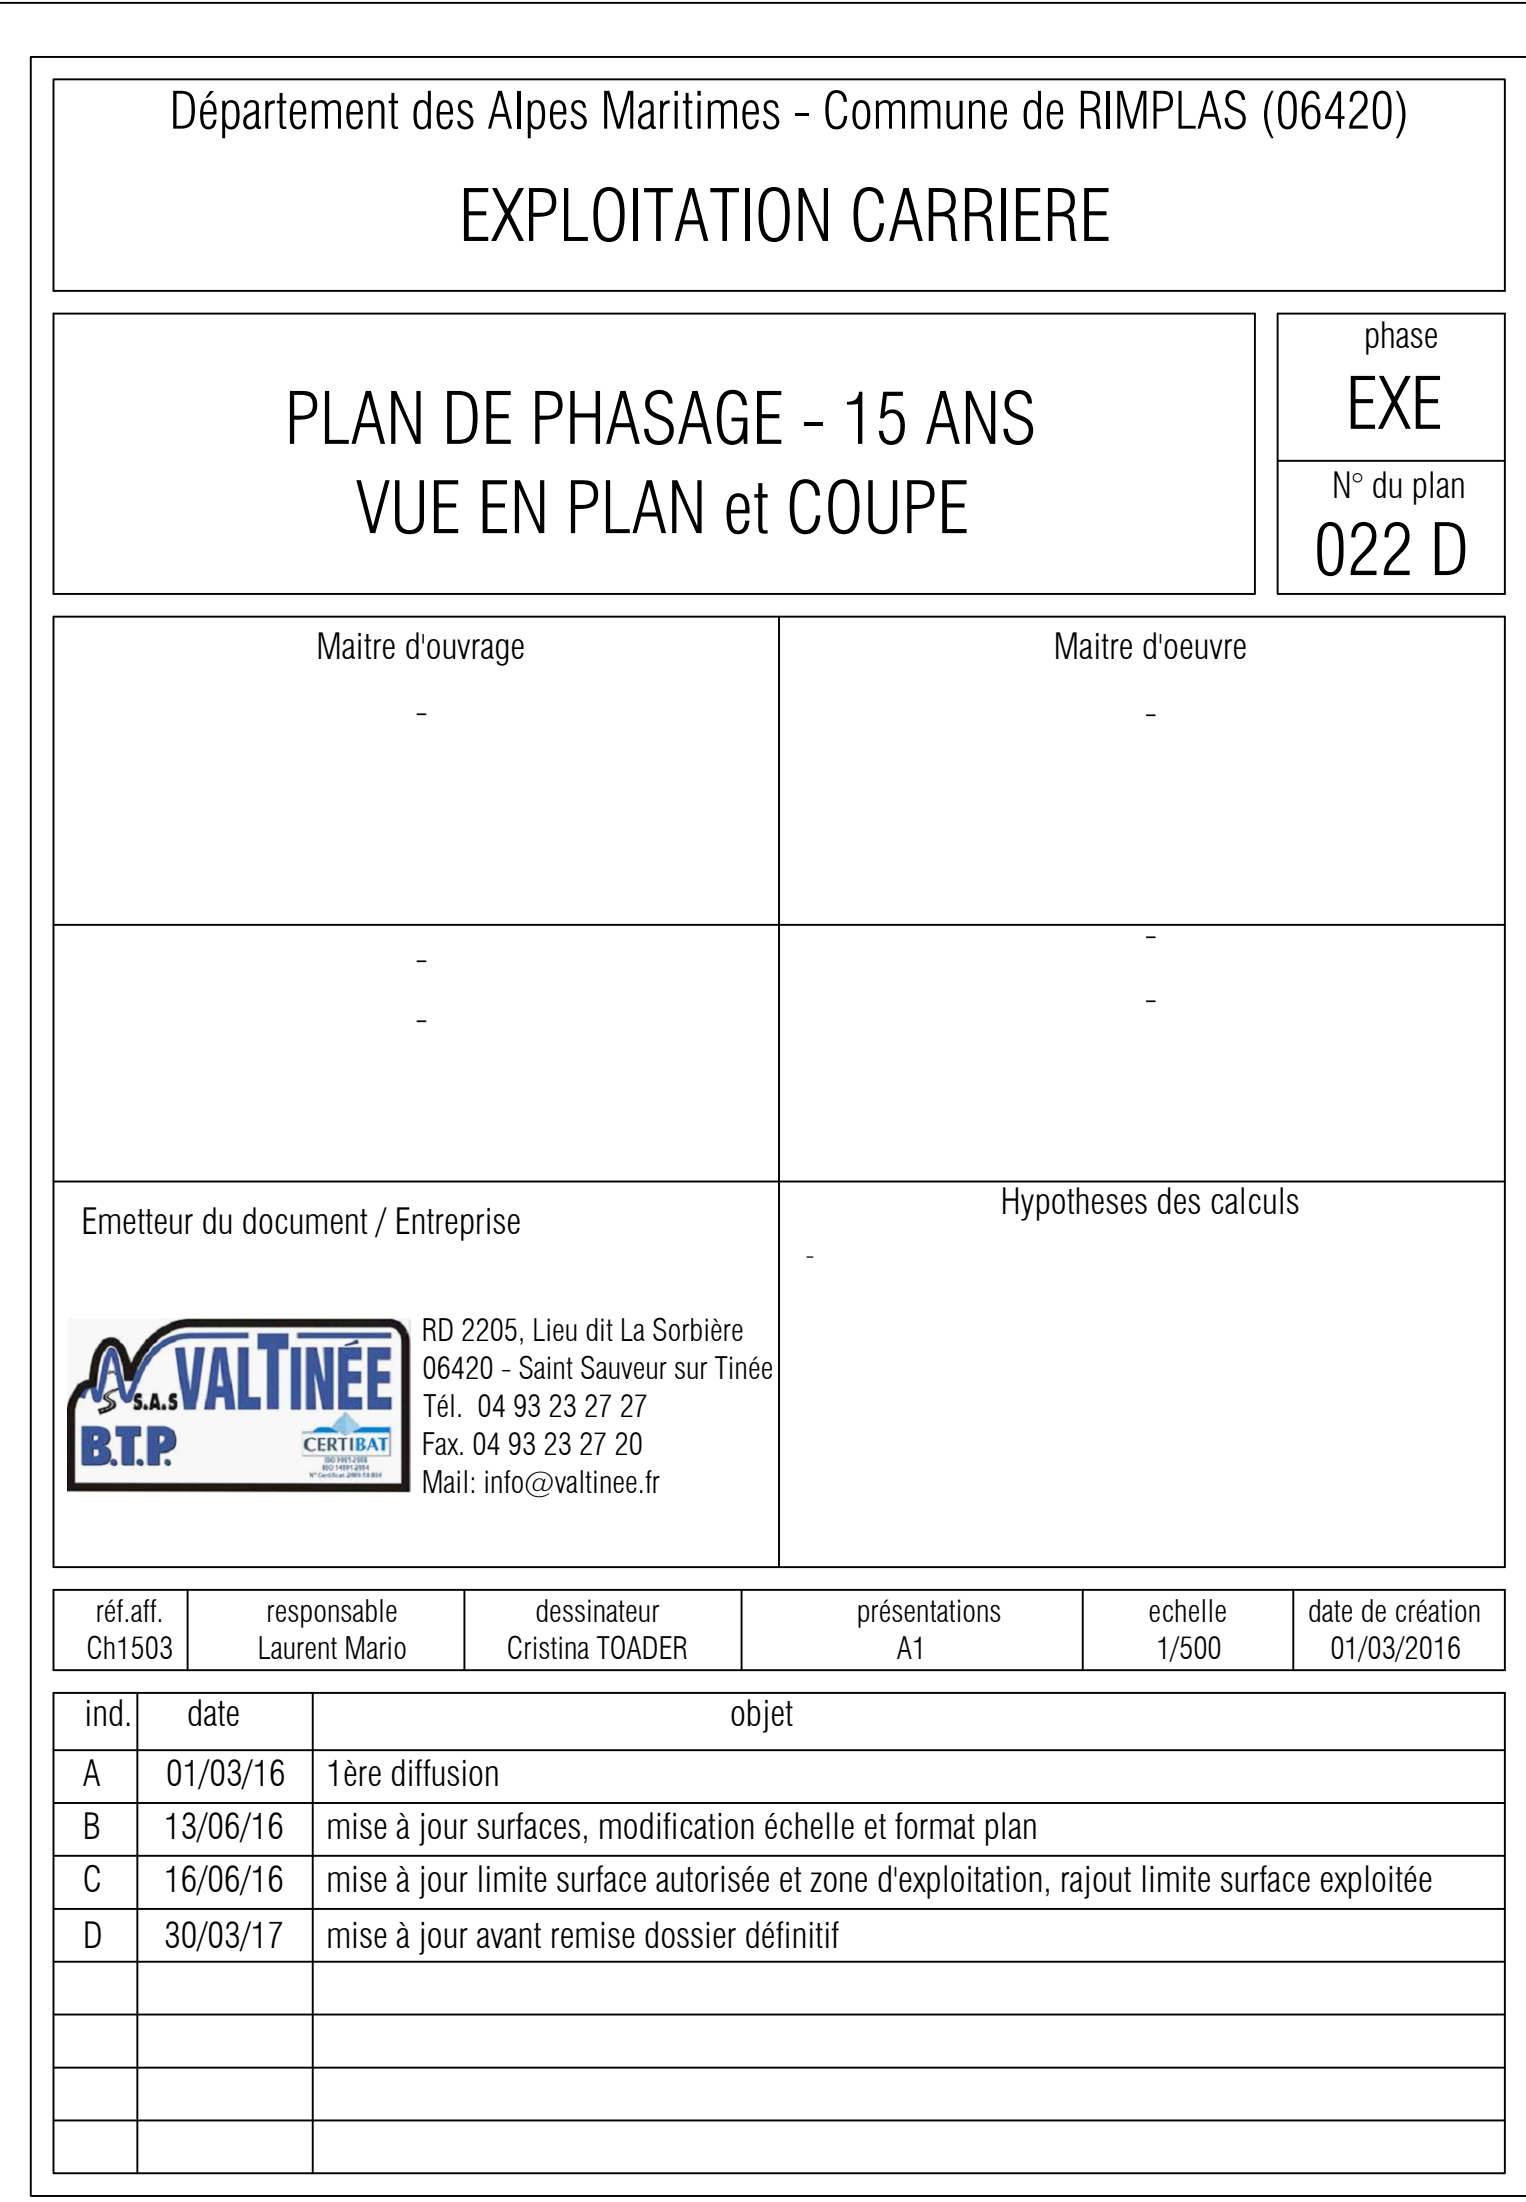 Département des Alpes Maritimes - Commune de RIMPLAS (06420)
EXPLOITATION CARRIERE
PLAN DE PHASAGE - 15 ANS
VUE EN PLAN et COUPE
phase
EXE
N° du plan
022 D
Maitre d'ouvrage
-
Maitre d'oeuvre
-
-
-
-
-
Emetteur du document / Entreprise
S.A.S VALTINÉE
B.T.P.
CERTIBAT
RD 2205, Lieu dit La Sorbière
06420 - Saint Sauveur sur Tinée
Tél. 04 93 23 27 27
Fax. 04 93 23 27 20
Mail: info@valtinee.fr
Hypotheses des calculs
-
réf.aff. responsable dessinateur présentations echelle date de création
Ch1503 Laurent Mario Cristina TOADER A1 1/500 01/03/2016
ind. date objet
A 01/03/16 1ère diffusion
B 13/06/16 mise à jour surfaces, modification échelle et format plan
C 16/06/16 mise à jour limite surface autorisée et zone d'exploitation, rajout limite surface exploitée
D 30/03/17 mise à jour avant remise dossier définitif